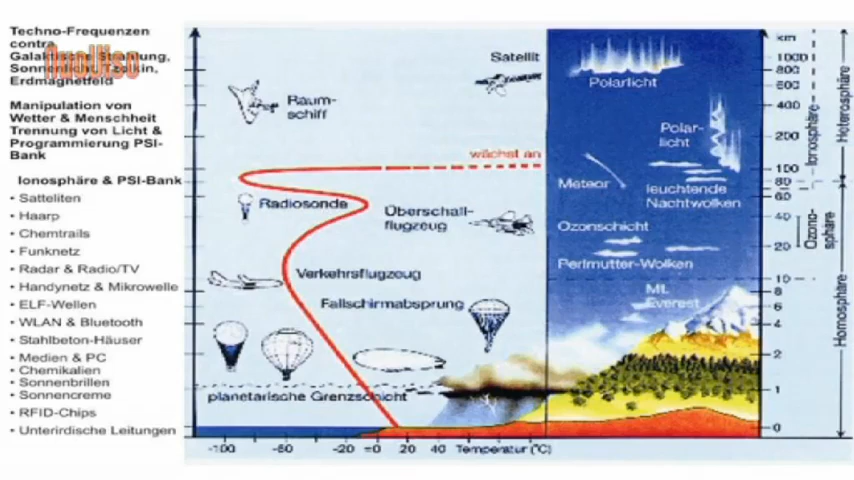 Techno-Frequenzen
contra
Galaktische Strahlung,
Sonnenlicht, Tzolkin,
Erdmagnetfeld
Manipulation von
Wetter & Menschheit
Trennung von Licht &
Programmierung PSI-
Bank
Ionosphäre & PSI-Bank
• Satteliten
• Haarp
• Chemtrails
• Funknetz
• Radar & Radio/TV
• Handynetz & Mikrowelle
• ELF-Wellen
• WLAN & Bluetooth
• Stahlbeton-Häuser
• Medien & PC
• Chemikalien
• Sonnenbrillen
• Sonnencreme
• RFID-Chips
• Unterirdische Leitungen
Satellit
Raum-
schiff
wächst an
Radiosonde
Überschall-
flugzeug
Verkehrsflugzeug
Fallschirmabsprung
planetarische Grenzschicht
-100 -60 -20 ±0 20 40 Temperatur (°C)
Polarlicht
Polar-
licht
Meteor
leuchtende
Nachtwolken
Ozonschicht
Perlmutter-Wolken
Mt.
Everest
km
1000
800
600
400
200
100
80
60
40
20
10
8
6
4
2
1
0
Ionosphäre
Heterosphäre
Ozono-
sphäre
Homosphäre